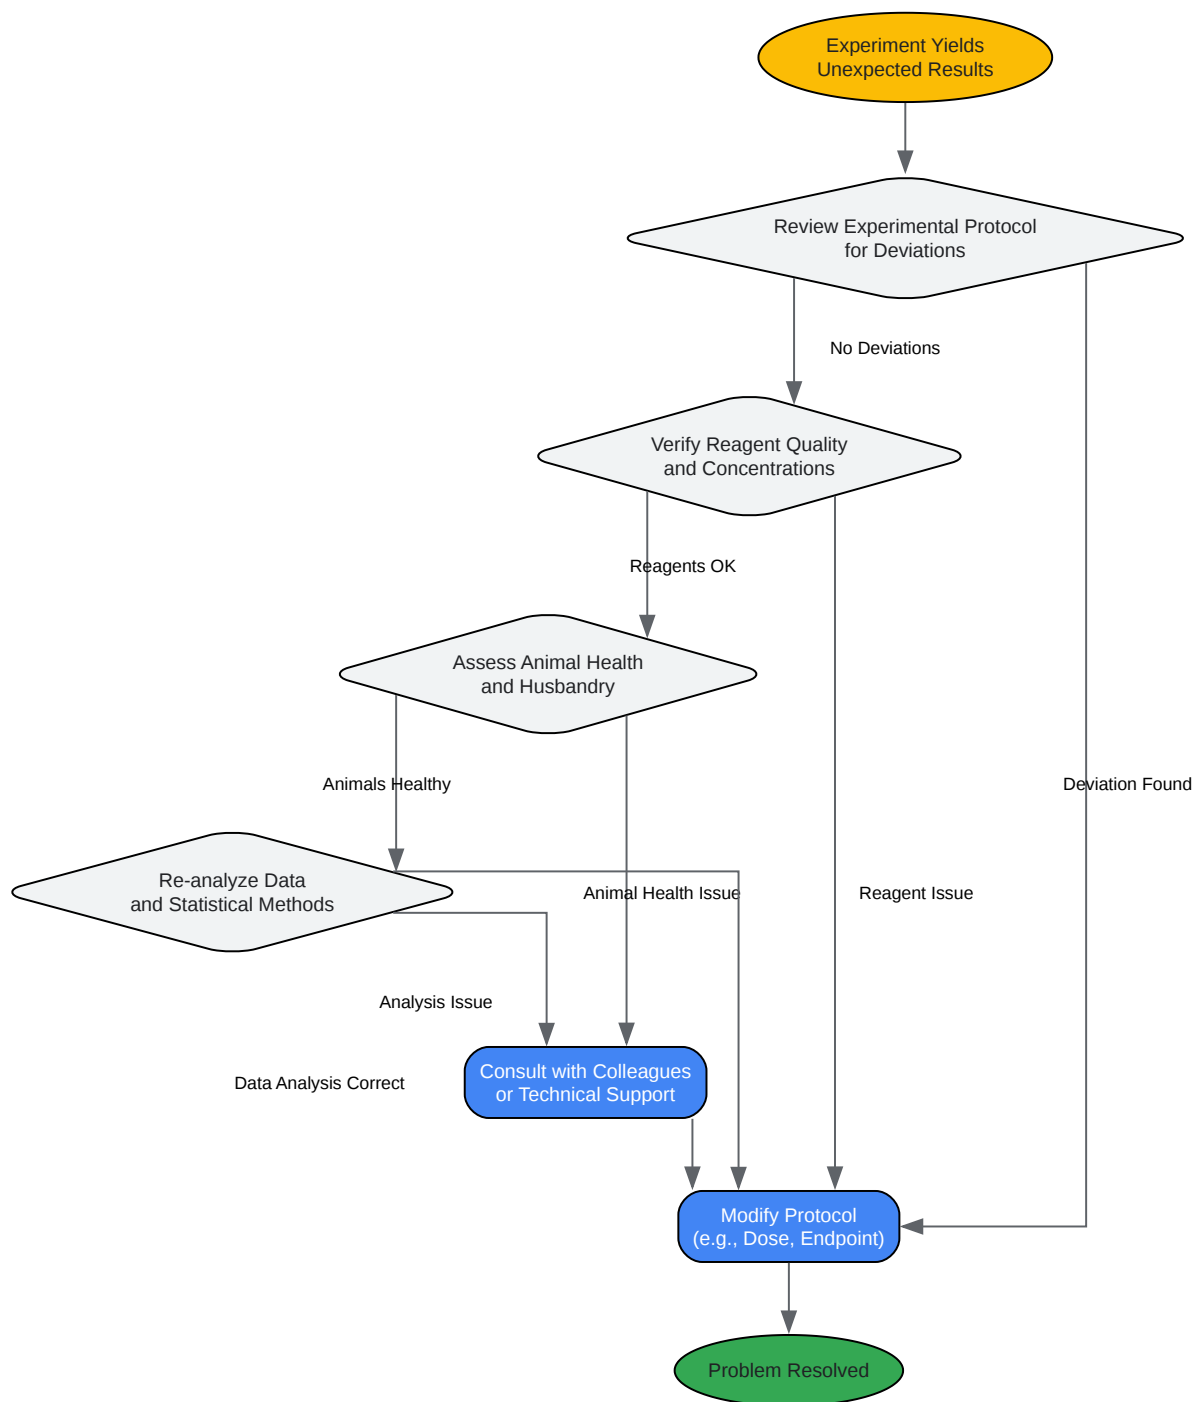 Experiment Yields
Unexpected Results
Review Experimental Protocol
for Deviations
No Deviations
Verify Reagent Quality
and Concentrations
Reagents OK
Assess Animal Health
and Husbandry
Animals Healthy
Deviation Found
Re-analyze Data
and Statistical Methods
Animal Health Issue
Reagent Issue
Analysis Issue
Data Analysis Correct
Consult with Colleagues
or Technical Support
Modify Protocol
(e.g., Dose, Endpoint)
Problem Resolved